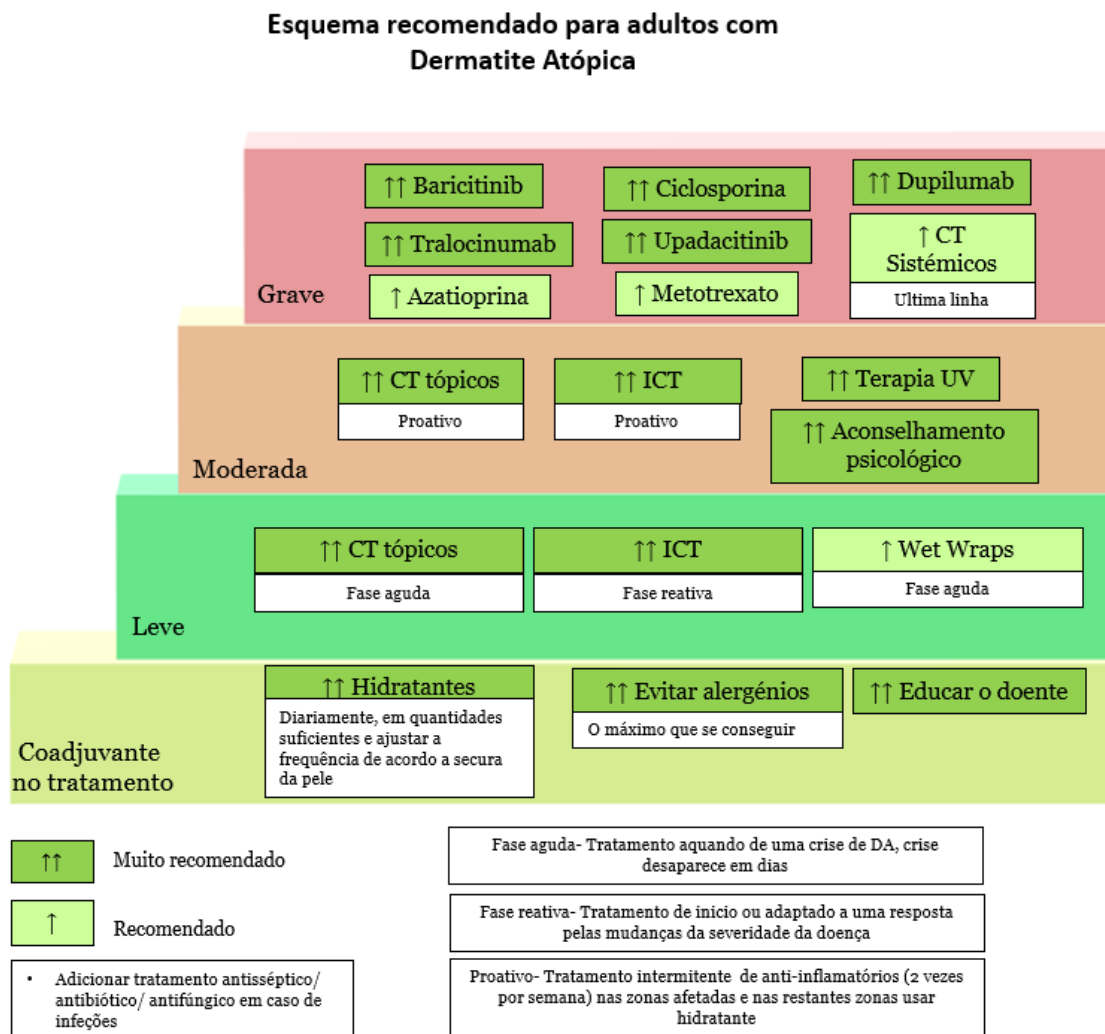 Esquema recomendado para adultos com
Dermatite Atópica
↑↑ Baricitinib
↑↑ Ciclosporina
↑↑ Dupilumab
↑↑ Tralocinumab
↑↑ Upadacitinib
↑ CT
Sistémicos
Ultima linha
Grave
↑ Azatioprina
↑ Metotrexato
↑↑ CT tópicos
Proativo
↑↑ ICT
Proativo
↑↑ Terapia UV
↑↑ Aconselhamento
psicológico
Moderada
↑↑ CT tópicos
Fase aguda
↑↑ ICT
Fase reativa
↑ Wet Wraps
Fase aguda
Leve
↑↑ Hidratantes
Diariamente, em quantidades
suficientes e ajustar a
frequência de acordo a secura
da pele
↑↑ Evitar alergénios
O máximo que se conseguir
↑↑ Educar o doente
Coadjuvante
no tratamento
↑↑ Muito recomendado
↑ Recomendado
• Adicionar tratamento antisséptico/
antibiótico/ antifúngico em caso de
infeções
Fase aguda- Tratamento aquando de uma crise de DA, crise
desaparece em dias
Fase reativa- Tratamento de inicio ou adaptado a uma resposta
pelas mudanças da severidade da doença
Proativo- Tratamento intermitente de anti-inflamatórios (2 vezes
por semana) nas zonas afetadas e nas restantes zonas usar
hidratante